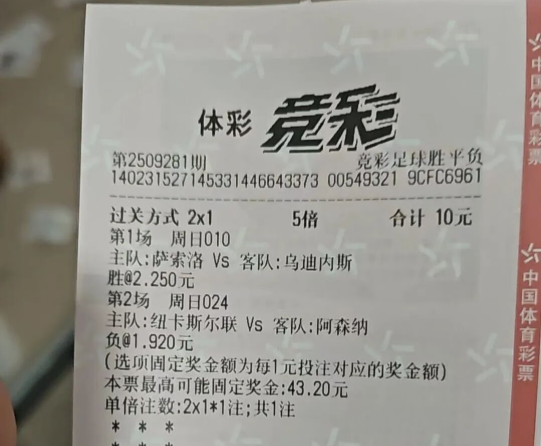 体彩 竞彩
第2509281期 竞彩足球胜平负
140231527145331446643373 00549321 9CFC6961
过关方式 2x1 5倍 合计 10元
第1场 周日010
主队:萨索洛 Vs 客队:乌迪内斯
胜@2.250元
第2场 周日024
主队:纽卡斯尔联 Vs 客队:阿森纳
负@1.920元
(选项固定奖金额为每1元投注对应的奖金额)
本票最高可能固定奖金:43.20元
单倍注数:2x1*1注;共1注
* * *
* * *
中国体育彩票
中国体育彩票